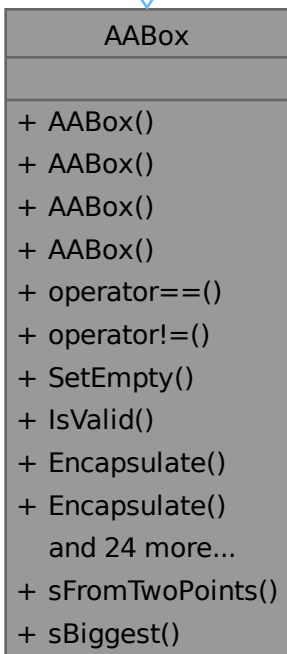 AABox
+ AABox()
+ AABox()
+ AABox()
+ AABox()
+ operator==()
+ operator!=()
+ SetEmpty()
+ IsValid()
+ Encapsulate()
+ Encapsulate()
and 24 more...
+ sFromTwoPoints()
+ sBiggest()